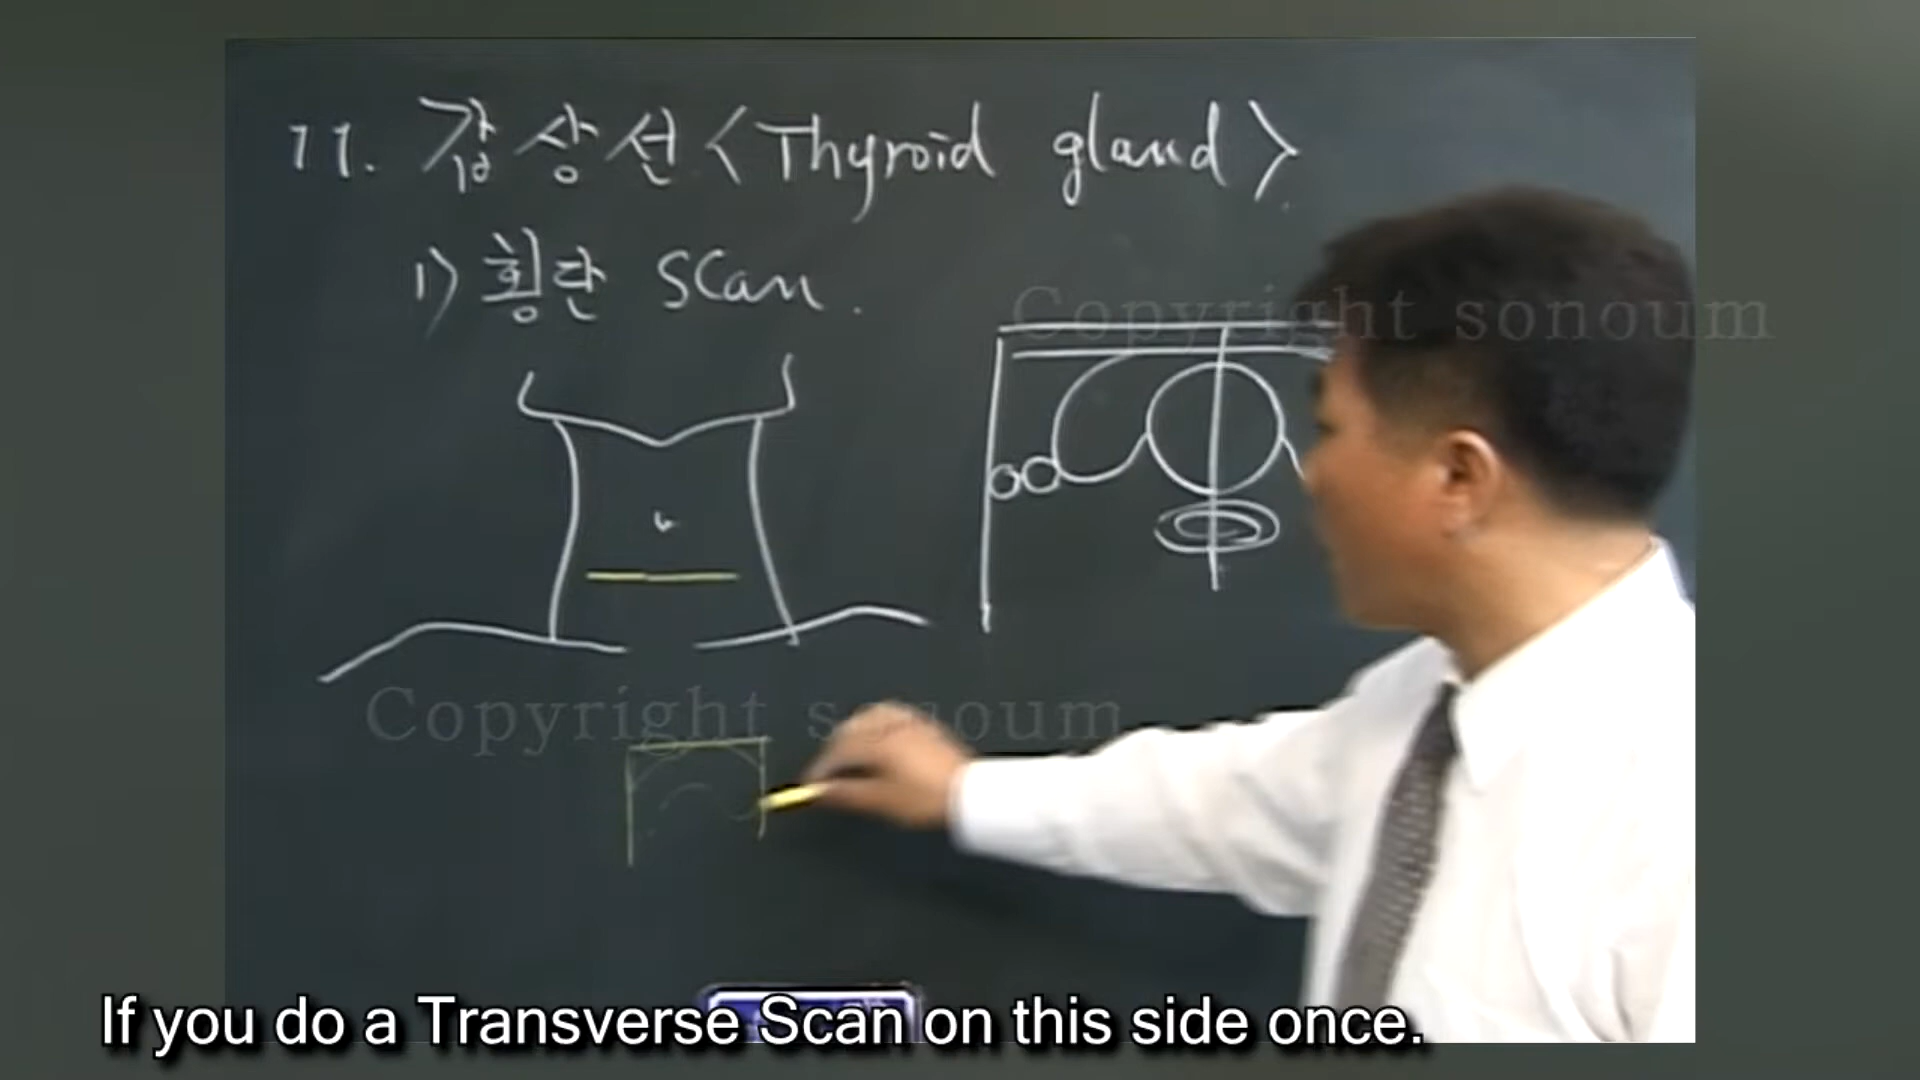 11. 갑상선 <Thyroid gland>
1) 횡단 scan.
Copyright sonoum
Copyright sonoum
If you do a Transverse Scan on this side once.